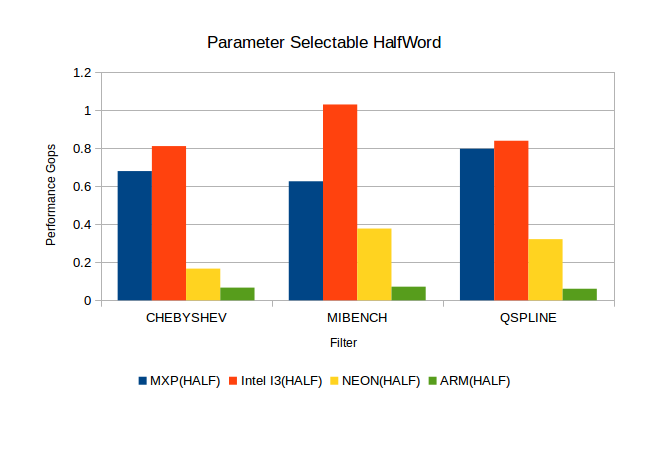 Parameter Selectable HalfWord
1.2
1
0.8
0.6
0.4
0.2
0
Performance Gops
CHEBYSHEV MIBENCH QSPLINE
Filter
MXP(HALF) Intel I3(HALF) NEON(HALF) ARM(HALF)